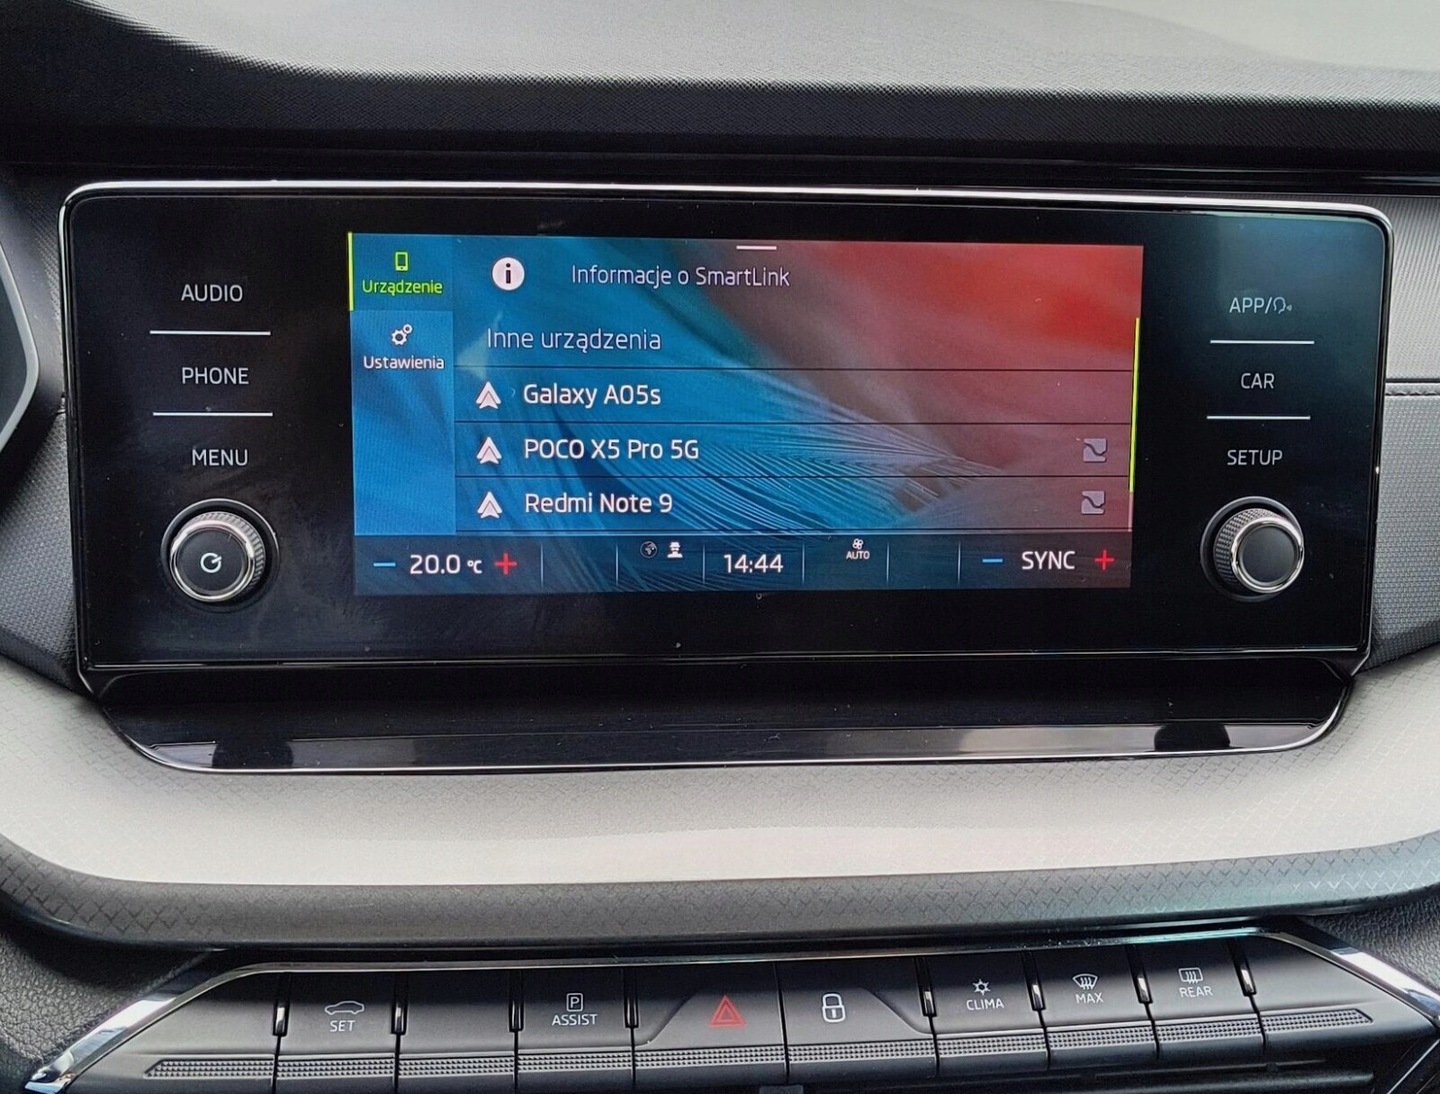 AUDIO
PHONE
MENU
Urządzenie
Ustawienia
Informacje o SmartLink
Inne urządzenia
Galaxy A05s
POCO X5 Pro 5G
Redmi Note 9
20.0 °C
14:44
AUTO
SYNC
APP/
CAR
SETUP
SET
P
ASSIST
CLIMA
MAX
REAR